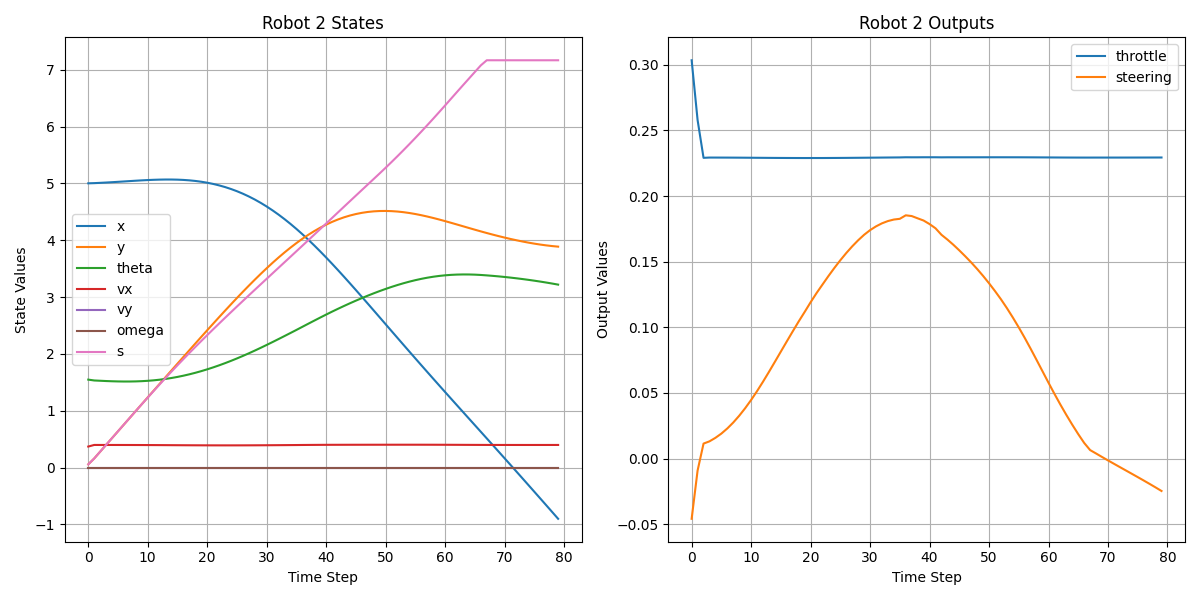 Robot 2 States
State Values
7
6
5
4
3
2
1
0
−1
x
y
theta
vx
vy
omega
s
0 10 20 30 40 50 60 70 80
Time Step
Robot 2 Outputs
Output Values
0.30
0.25
0.20
0.15
0.10
0.05
0.00
−0.05
throttle
steering
0 10 20 30 40 50 60 70 80
Time Step